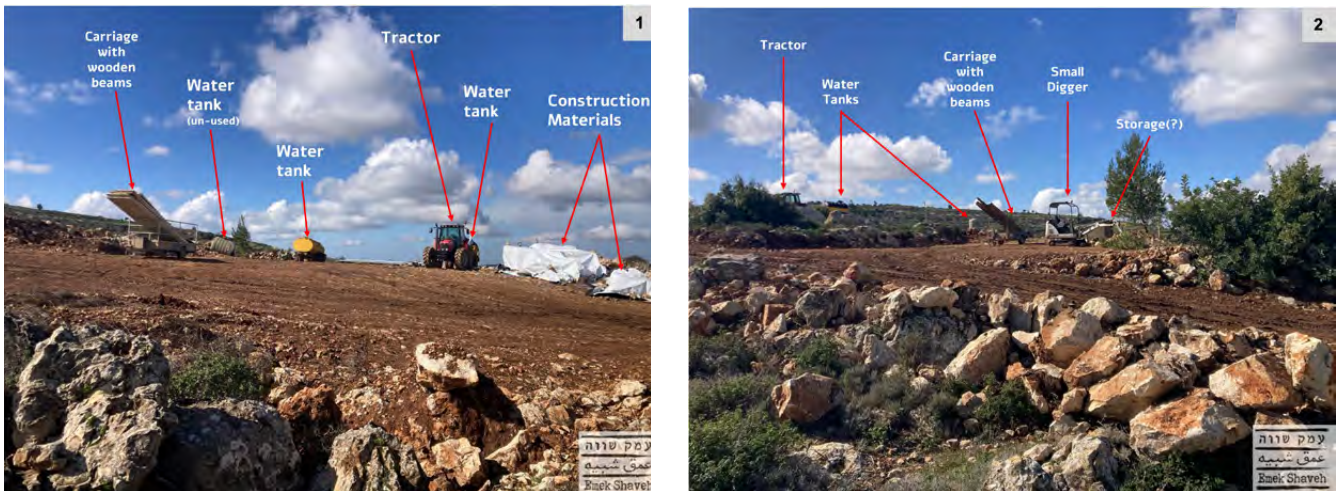 1
Carriage
with
wooden
beams
Water
tank
(un-used)
Water
tank
Tractor
Water
tank
Construction
Materials
עמק שווה
عمق شبيه
Emek Shaveh
2
Tractor
Water
Tanks
Carriage
with
wooden
beams
Small
Digger
Storage(?)
עמק שווה
عمق شبيه
Emek Shaveh